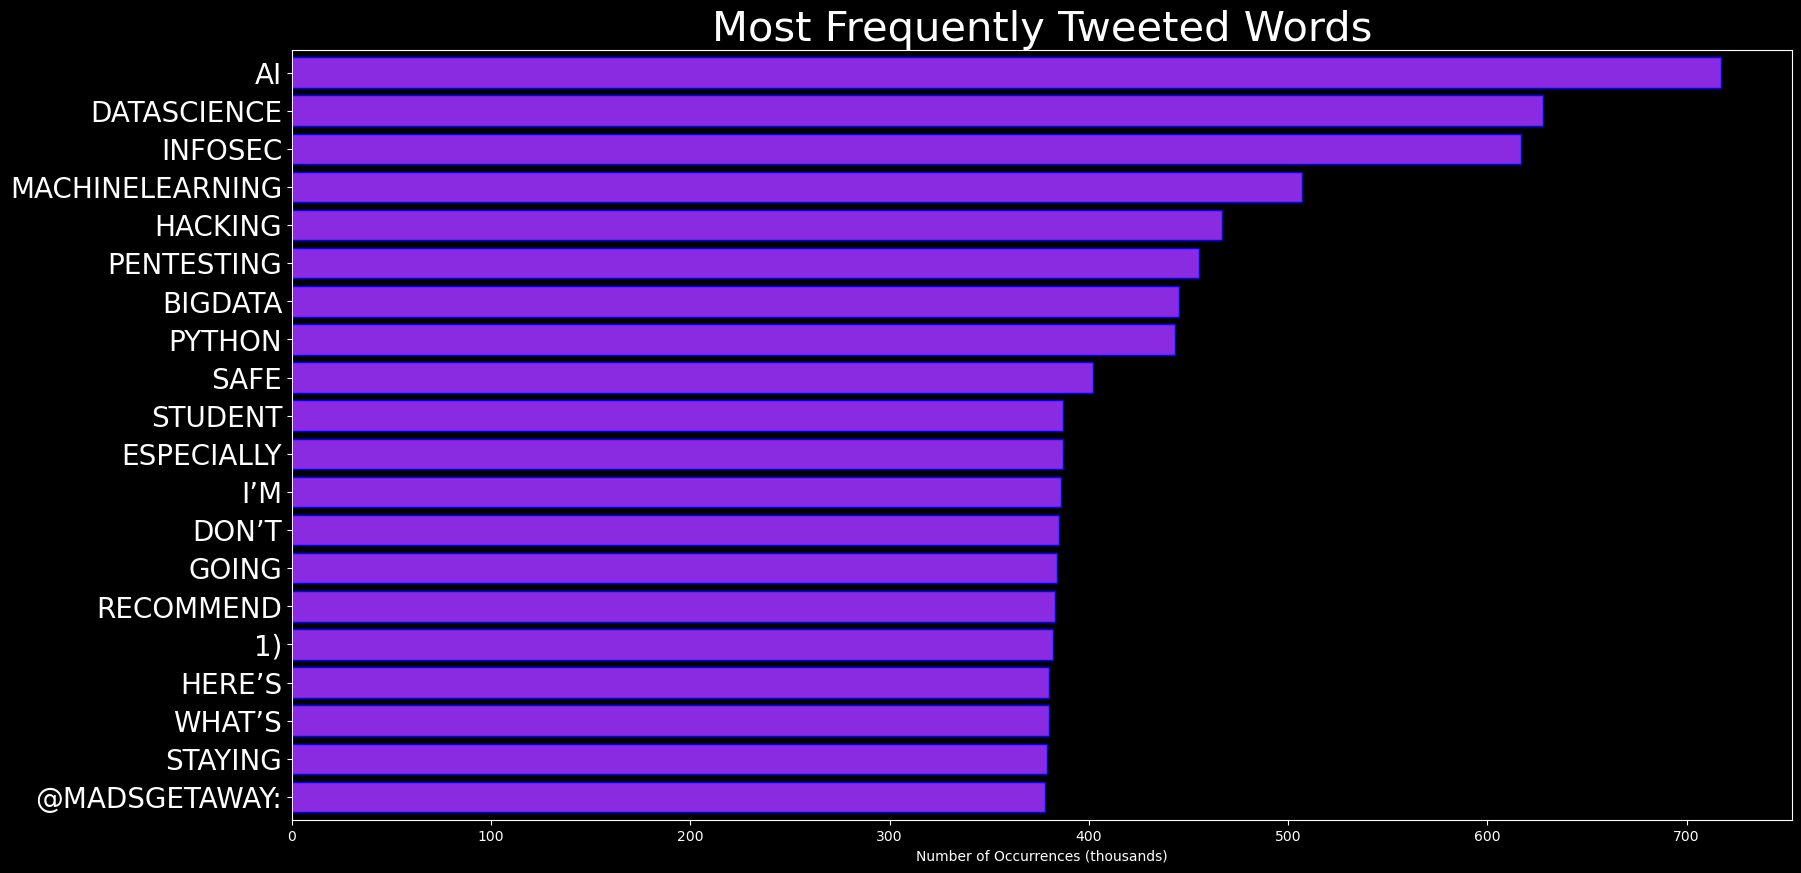 Most Frequently Tweeted Words
AI
DATASCIENCE
INFOSEC
MACHINELEARNING
HACKING
PENTESTING
BIGDATA
PYTHON
SAFE
STUDENT
ESPECIALLY
I’M
DON’T
GOING
RECOMMEND
1)
HERE’S
WHAT’S
STAYING
@MADSGETAWAY:
0 100 200 300 400 500 600 700
Number of Occurrences (thousands)